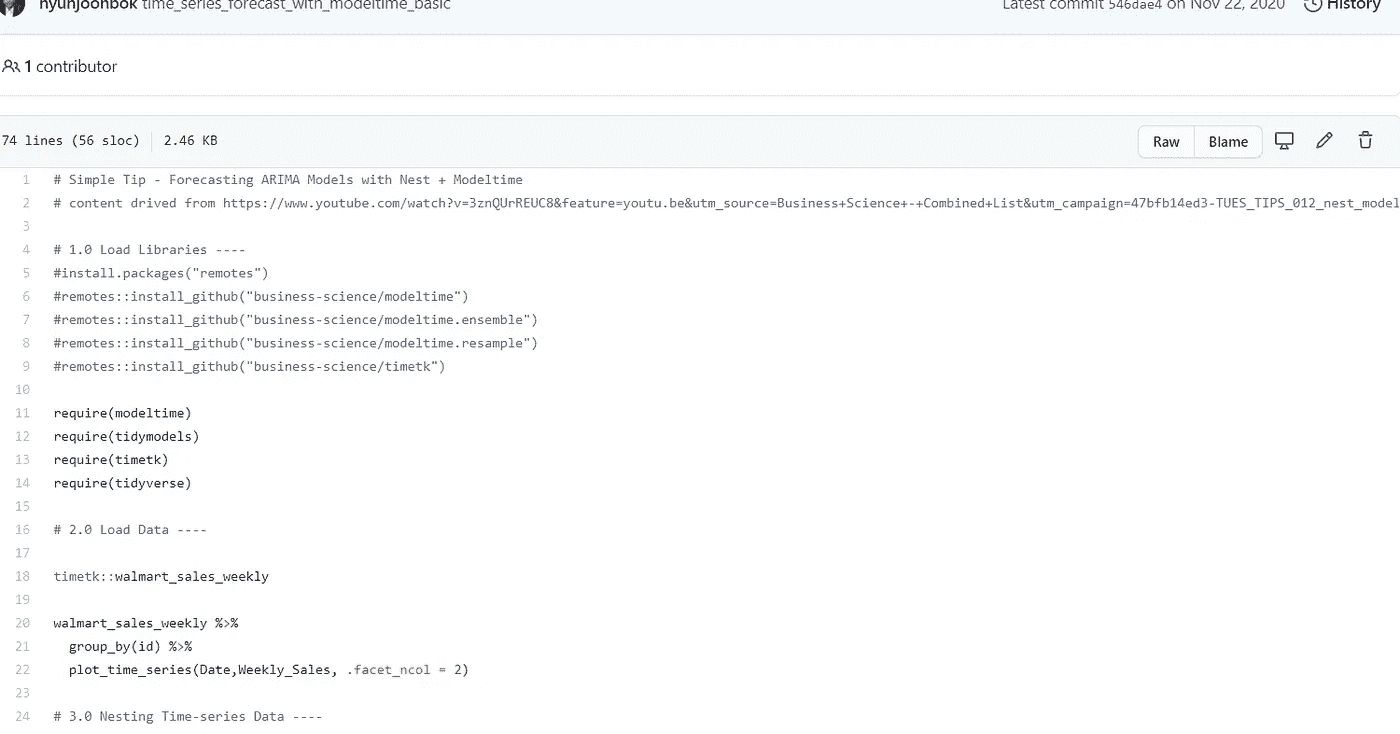 hyunjoonbok time_series_forecast_with_modeltime_basic Latest commit 546dae4 on Nov 22, 2020 History
1 contributor
74 lines (56 sloc) 2.46 KB Raw Blame
1 # Simple Tip - Forecasting ARIMA Models with Nest + Modeltime
2 # content drived from https://www.youtube.com/watch?v=3znQUrREUC8&feature=youtu.be&utm_source=Business+Science+-+Combined+List&utm_campaign=47bfb14ed3-TUES_TIPS_012_nest_model
3
4 # 1.0 Load Libraries ----
5 #install.packages("remotes")
6 #remotes::install_github("business-science/modeltime")
7 #remotes::install_github("business-science/modeltime.ensemble")
8 #remotes::install_github("business-science/modeltime.resample")
9 #remotes::install_github("business-science/timetk")
10
11 require(modeltime)
12 require(tidymodels)
13 require(timetk)
14 require(tidyverse)
15
16 # 2.0 Load Data ----
17
18 timetk::walmart_sales_weekly
19
20 walmart_sales_weekly %>%
21 group_by(id) %>%
22 plot_time_series(Date,Weekly_Sales, .facet_ncol = 2)
23
24 # 3.0 Nesting Time-series Data ----